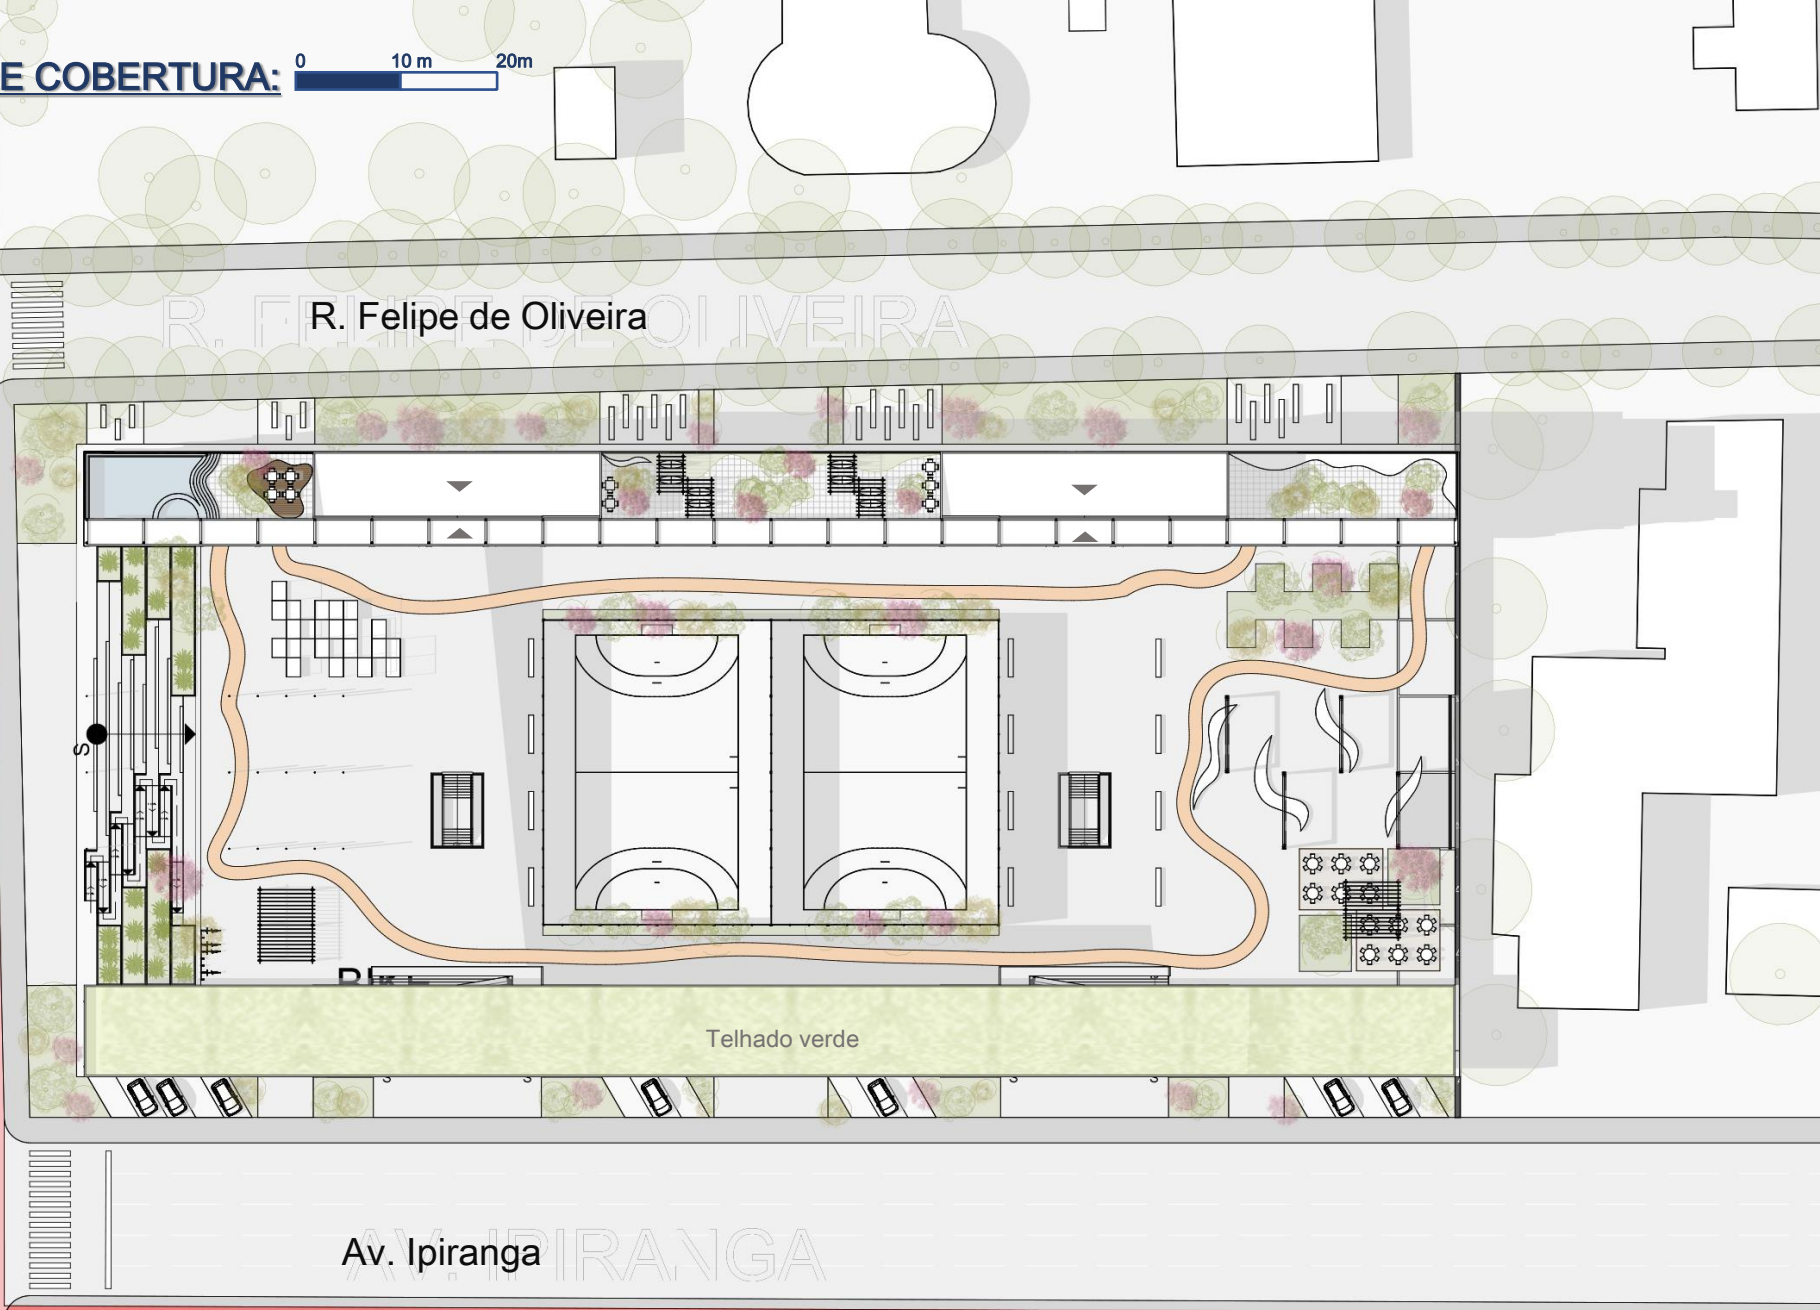 E COBERTURA:
0 10 m 20m
R. FELIPE DE OLIVEIRA
R. Felipe de Oliveira
S
Telhado verde
S S S S
AV. IPIRANGA
Av. Ipiranga